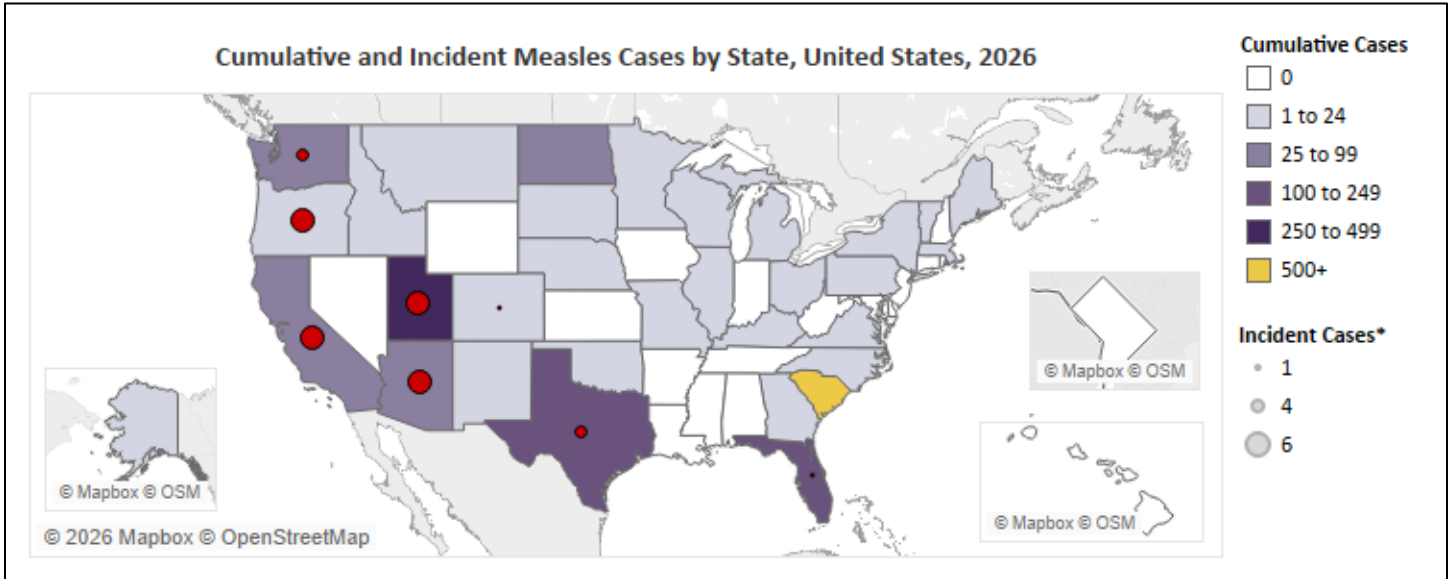 Cumulative and Incident Measles Cases by State, United States, 2026
Cumulative Cases
0
1 to 24
25 to 99
100 to 249
250 to 499
500+
Incident Cases*
1
4
6
© Mapbox © OSM
© Mapbox © OSM
© Mapbox © OSM
© 2026 Mapbox © OpenStreetMap